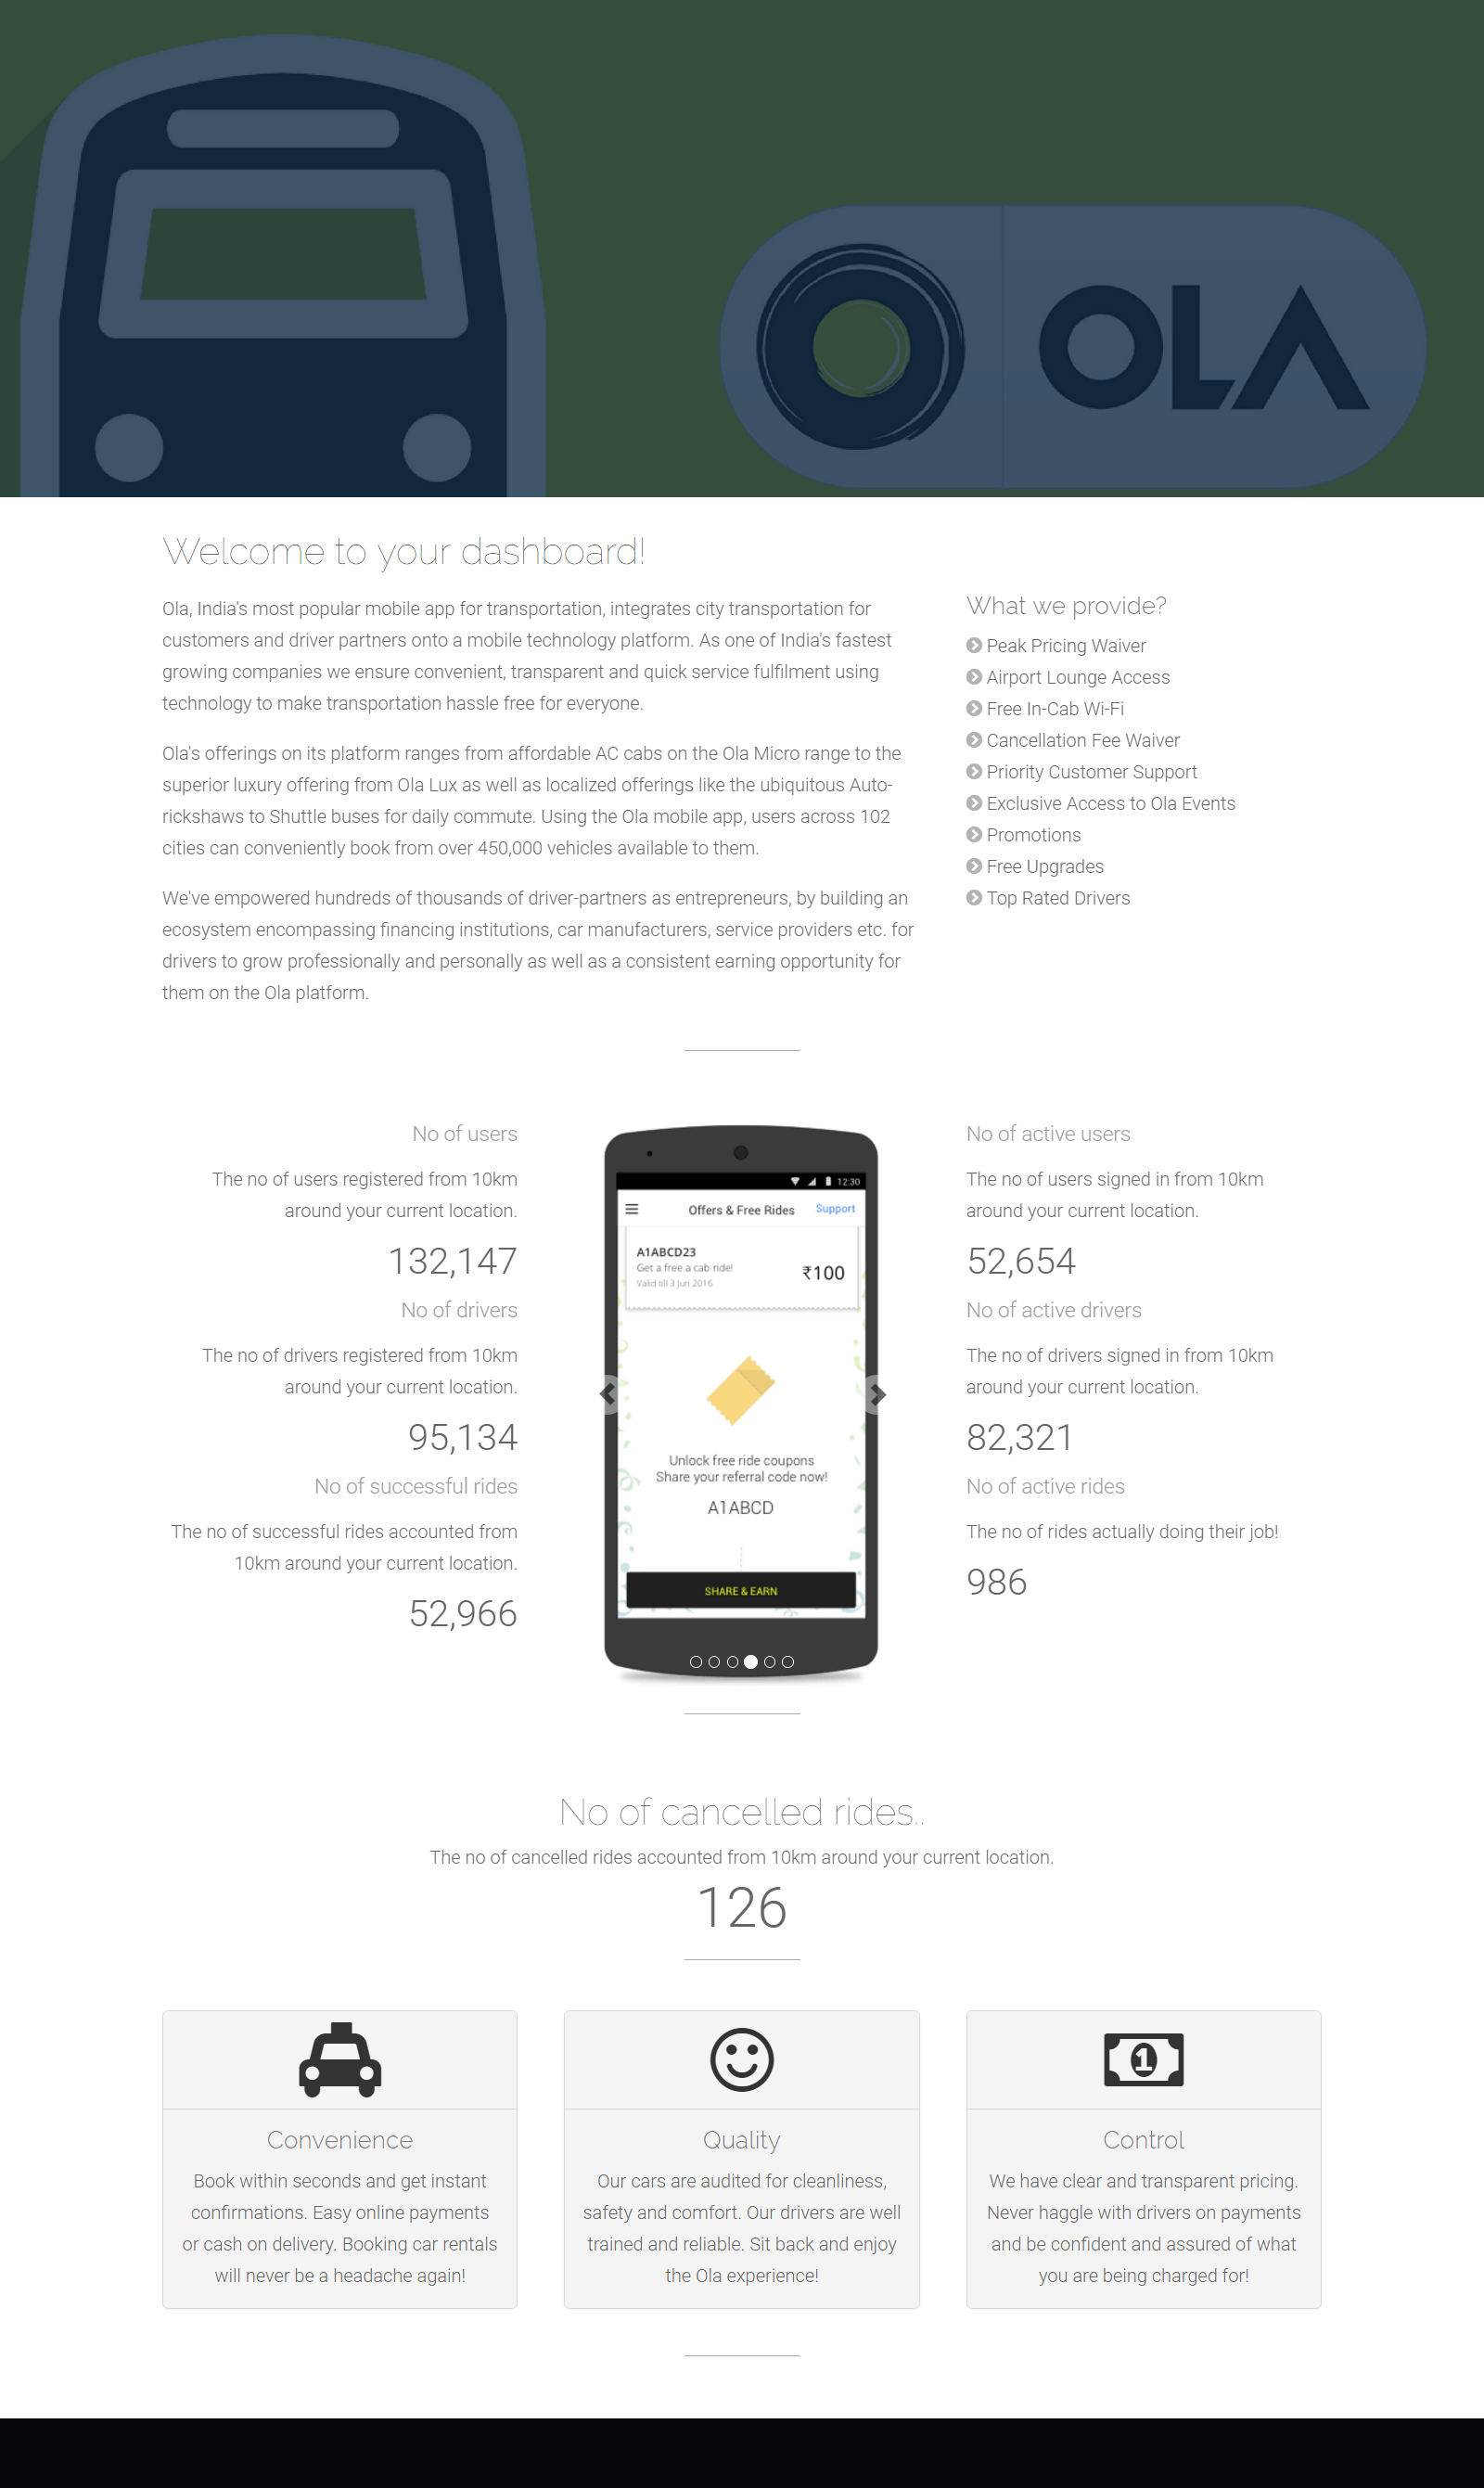 OLA
Welcome to your dashboard!
Ola, India's most popular mobile app for transportation, integrates city transportation for
customers and driver partners onto a mobile technology platform. As one of India's fastest
growing companies we ensure convenient, transparent and quick service fulfilment using
technology to make transportation hassle free for everyone.
Ola's offerings on its platform ranges from affordable AC cabs on the Ola Micro range to the
superior luxury offering from Ola Lux as well as localized offerings like the ubiquitous Auto-
rickshaws to Shuttle buses for daily commute. Using the Ola mobile app, users across 102
cities can conveniently book from over 450,000 vehicles available to them.
We've empowered hundreds of thousands of driver-partners as entrepreneurs, by building an
ecosystem encompassing financing institutions, car manufacturers, service providers etc. for
drivers to grow professionally and personally as well as a consistent earning opportunity for
them on the Ola platform.
What we provide?
Peak Pricing Waiver
Airport Lounge Access
Free In-Cab Wi-Fi
Cancellation Fee Waiver
Priority Customer Support
Exclusive Access to Ola Events
Promotions
Free Upgrades
Top Rated Drivers
No of users
The no of users registered from 10km
around your current location.
132,147
No of drivers
The no of drivers registered from 10km
around your current location.
95,134
No of successful rides
The no of successful rides accounted from
10km around your current location.
52,966
12:30
Offers & Free Rides Support
A1ABCD23
Get a free a cab ride!
Valid till 3 Jun 2016
₹100
Unlock free ride coupons
Share your referral code now!
A1ABCD
SHARE & EARN
No of active users
The no of users signed in from 10km
around your current location.
52,654
No of active drivers
The no of drivers signed in from 10km
around your current location.
82,321
No of active rides
The no of rides actually doing their job!
986
No of cancelled rides..
The no of cancelled rides accounted from 10km around your current location.
126
Convenience
Book within seconds and get instant
confirmations. Easy online payments
or cash on delivery. Booking car rentals
will never be a headache again!
Quality
Our cars are audited for cleanliness,
safety and comfort. Our drivers are well
trained and reliable. Sit back and enjoy
the Ola experience!
1
Control
We have clear and transparent pricing.
Never haggle with drivers on payments
and be confident and assured of what
you are being charged for!